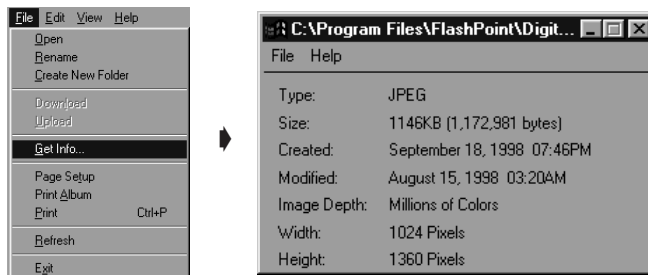 File Edit View Help
Open
Rename
Create New Folder
Download
Upload
Get Info...
Page Setup
Print Album
Print Ctrl+P
Refresh
Exit
C:\Program Files\FlashPoint\Digit...
File Help
Type: JPEG
Size: 1146KB (1,172,981 bytes)
Created: September 18, 1998 07:46PM
Modified: August 15, 1998 03:20AM
Image Depth: Millions of Colors
Width: 1024 Pixels
Height: 1360 Pixels